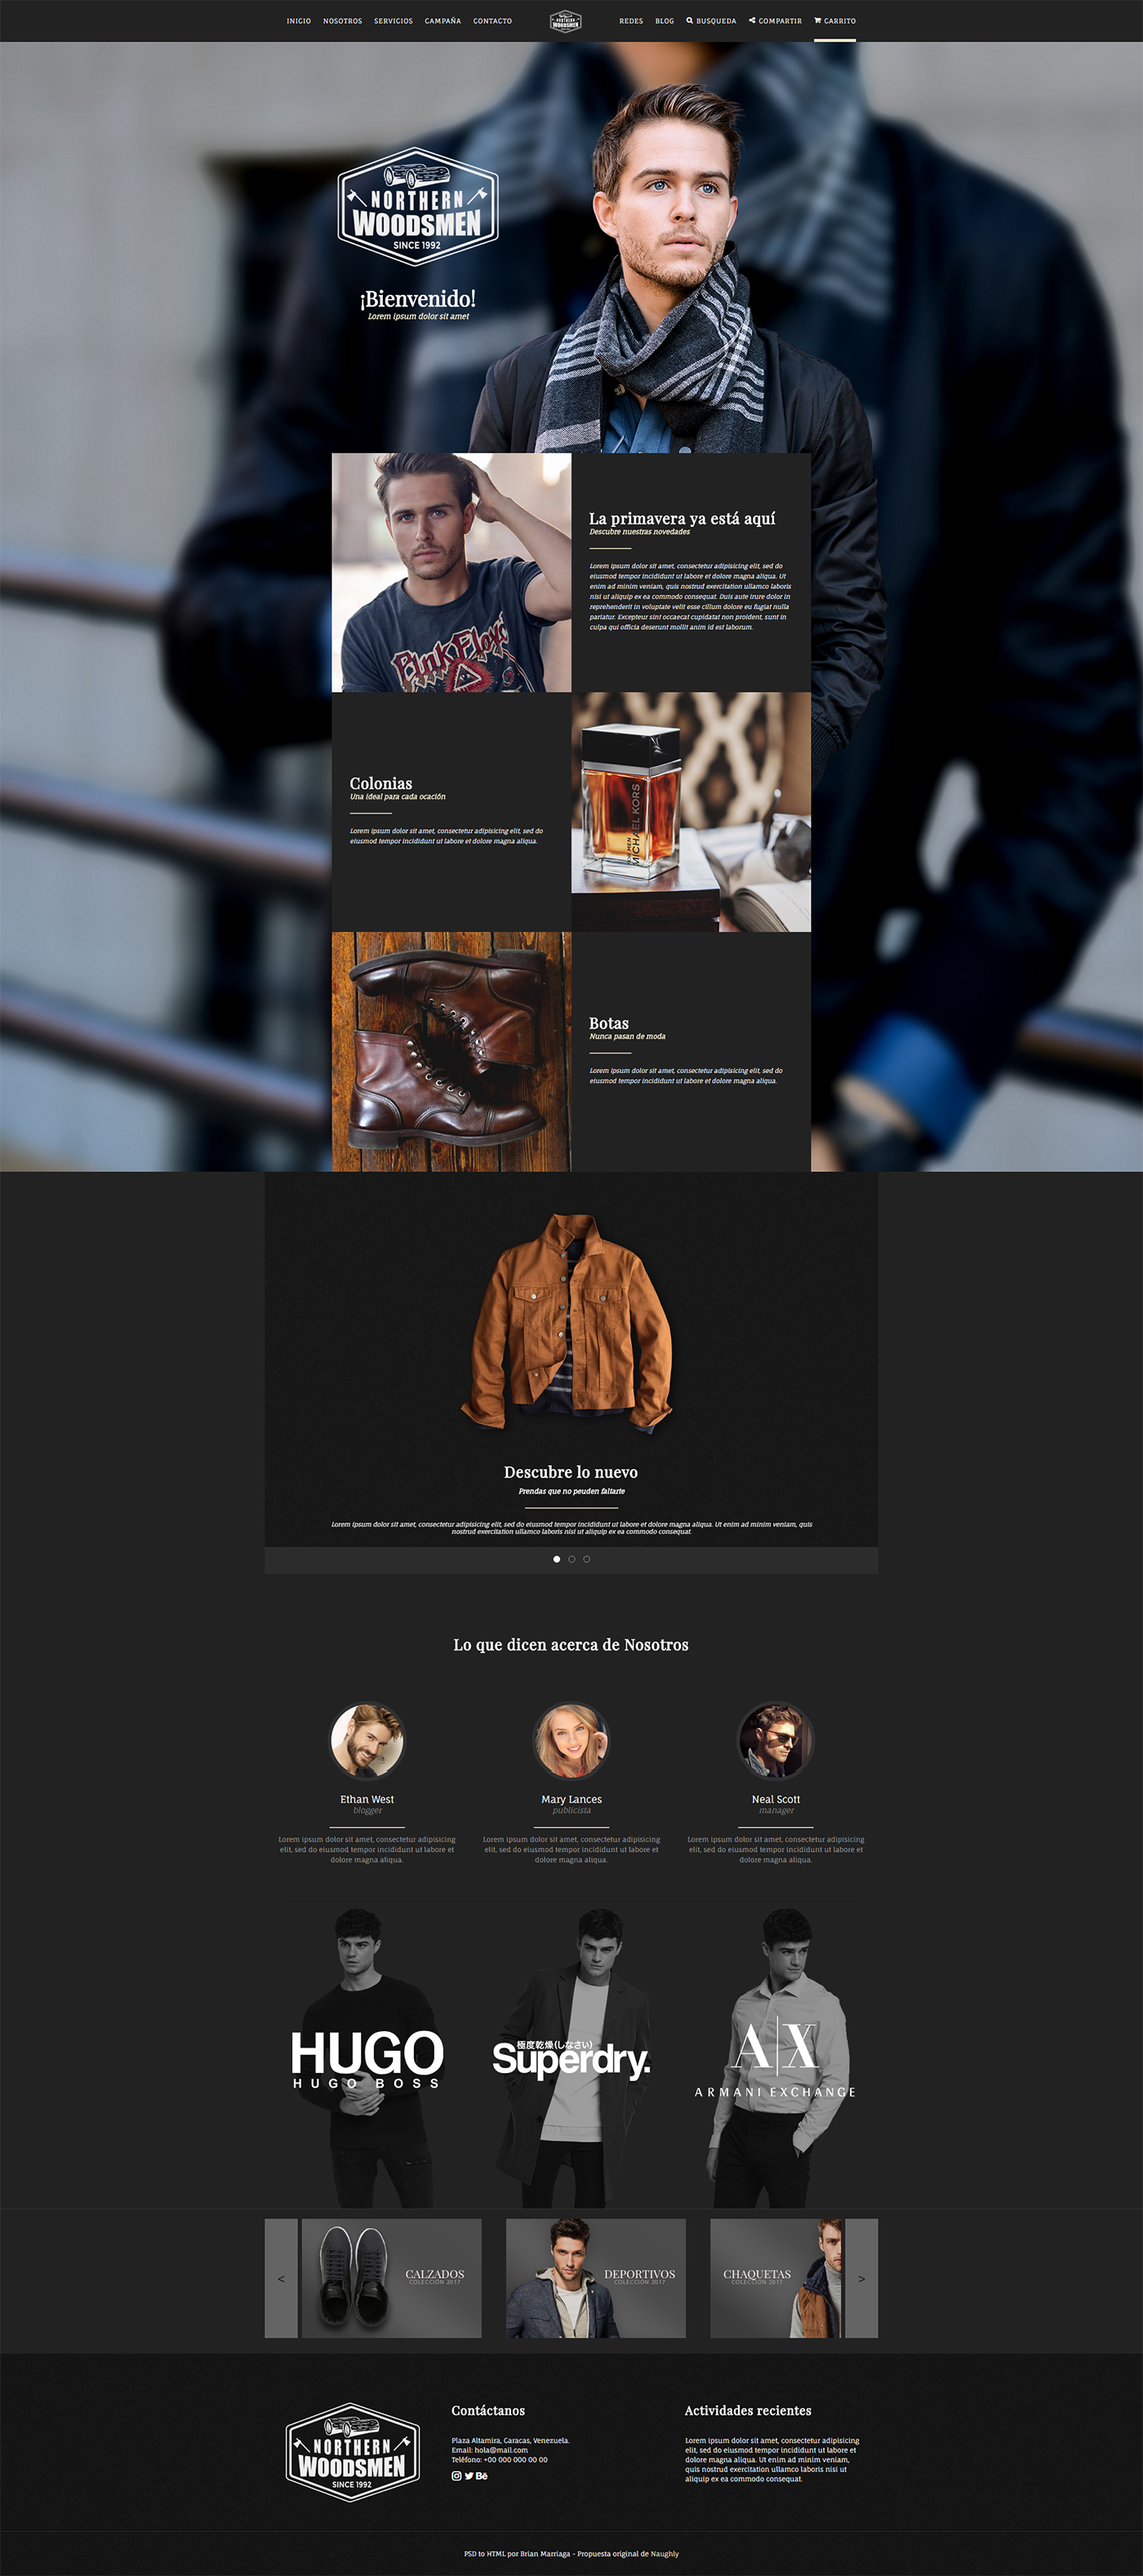 INICIO NOSOTROS SERVICIOS CAMPAÑA CONTACTO
NORTHERN
WOODSMEN
REDES BLOG BUSQUEDA COMPARTIR CARRITO
NORTHERN
WOODSMEN
SINCE 1992
¡Bienvenido!
Lorem ipsum dolor sit amet
PINK FLOYD
La primavera ya está aquí
Descubre nuestras novedades
Lorem ipsum dolor sit amet, consectetur adipisicing elit, sed do
eiusmod tempor incididunt ut labore et dolore magna aliqua. Ut
enim ad minim veniam, quis nostrud exercitation ullamco laboris
nisi ut aliquip ex ea commodo consequat. Duis aute irure dolor in
reprehenderit in voluptate velit esse cillum dolore eu fugiat nulla
pariatur. Excepteur sint occaecat cupidatat non proident, sunt in
culpa qui officia deserunt mollit anim id est laborum.
Colonias
Una ideal para cada ocación
Lorem ipsum dolor sit amet, consectetur adipisicing elit, sed do
eiusmod tempor incididunt ut labore et dolore magna aliqua.
FOR MEN
MICHAEL KORS
Botas
Nunca pasan de moda
Lorem ipsum dolor sit amet, consectetur adipisicing elit, sed do
eiusmod tempor incididunt ut labore et dolore magna aliqua.
Descubre lo nuevo
Prendas que no peuden faltarte
Lorem ipsum dolor sit amet, consectetur adipisicing elit, sed do eiusmod tempor incididunt ut labore et dolore magna aliqua. Ut enim ad minim veniam, quis
nostrud exercitation ullamco laboris nisi ut aliquip ex ea commodo consequat.
Lo que dicen acerca de Nosotros
Ethan West
blogger
Lorem ipsum dolor sit amet, consectetur adipisicing
elit, sed do eiusmod tempor incididunt ut labore et
dolore magna aliqua.
Mary Lances
publicista
Lorem ipsum dolor sit amet, consectetur adipisicing
elit, sed do eiusmod tempor incididunt ut labore et
dolore magna aliqua.
Neal Scott
manager
Lorem ipsum dolor sit amet, consectetur adipisicing
elit, sed do eiusmod tempor incididunt ut labore et
dolore magna aliqua.
HUGO
HUGO BOSS
極度乾燥(しなさい)
Superdry.
A|X
ARMANI EXCHANGE
<
CALZADOS
COLECCIÓN 2017
DEPORTIVOS
COLECCIÓN 2017
CHAQUETAS
COLECCIÓN 2017
>
NORTHERN
WOODSMEN
SINCE 1992
Contáctanos
Plaza Altamira, Caracas, Venezuela.
Email: hola@mail.com
Teléfono: +00 000 000 00 00
Bē
Actividades recientes
Lorem ipsum dolor sit amet, consectetur adipisicing
elit, sed do eiusmod tempor incididunt ut labore et
dolore magna aliqua. Ut enim ad minim veniam,
quis nostrud exercitation ullamco laboris nisi ut
aliquip ex ea commodo consequat.
PSD to HTML por Brian Marriaga - Propuesta original de Naughly